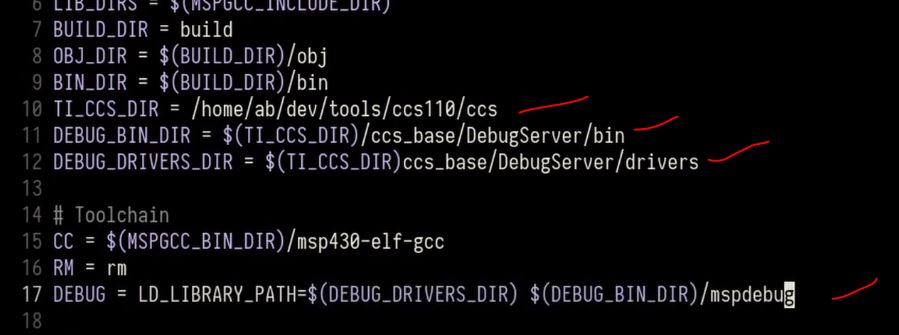 6 LIB_DIRS = $(MSPGCC_INCLUDE_DIR)
7 BUILD_DIR = build
8 OBJ_DIR = $(BUILD_DIR)/obj
9 BIN_DIR = $(BUILD_DIR)/bin
10 TI_CCS_DIR = /home/ab/dev/tools/ccs110/ccs
11 DEBUG_BIN_DIR = $(TI_CCS_DIR)/ccs_base/DebugServer/bin
12 DEBUG_DRIVERS_DIR = $(TI_CCS_DIR)ccs_base/DebugServer/drivers
13
14 # Toolchain
15 CC = $(MSPGCC_BIN_DIR)/msp430-elf-gcc
16 RM = rm
17 DEBUG = LD_LIBRARY_PATH=$(DEBUG_DRIVERS_DIR) $(DEBUG_BIN_DIR)/mspdebug
18